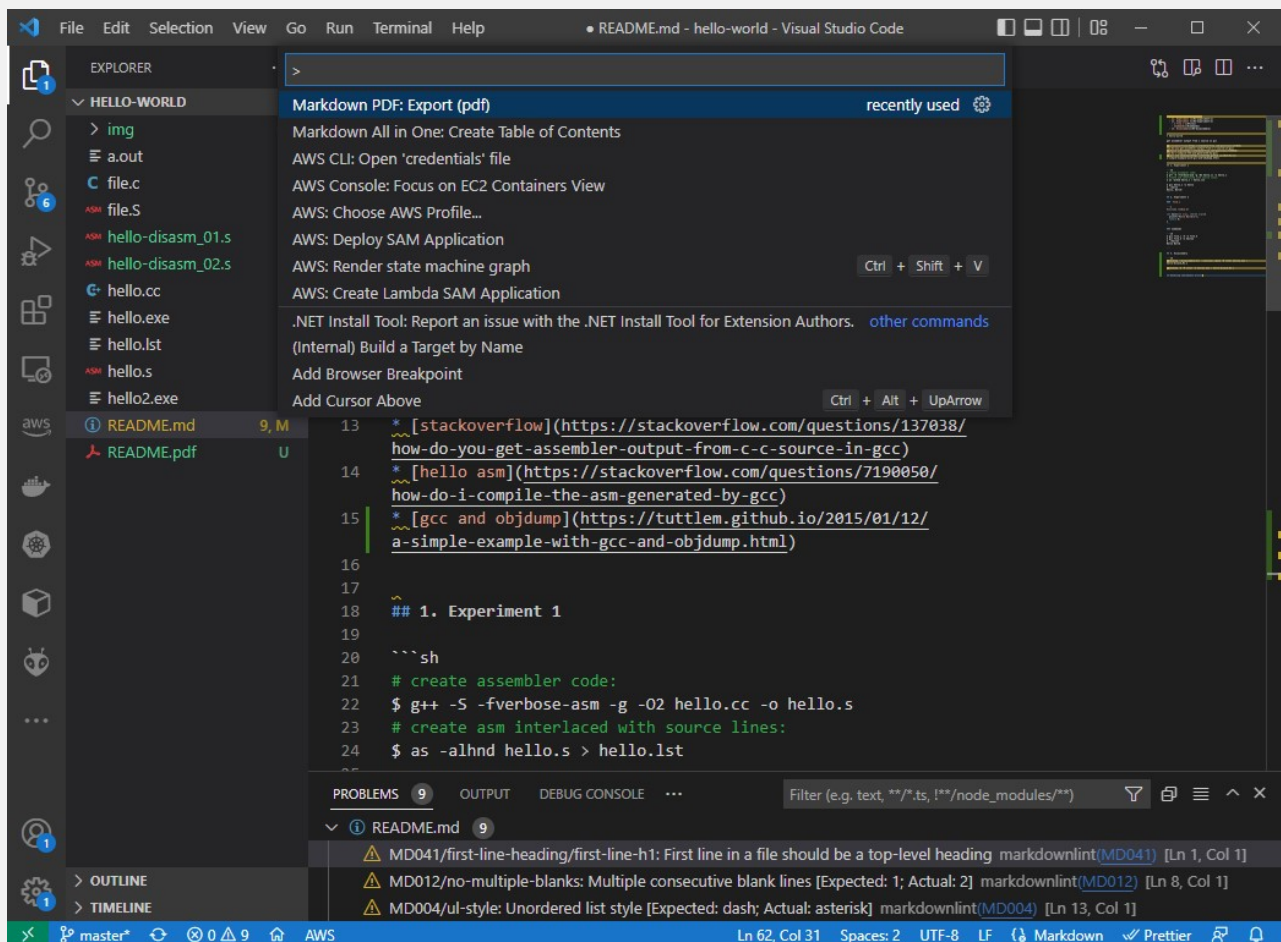 File Edit Selection View Go Run Terminal Help ● README.md - hello-world - Visual Studio Code
EXPLORER
>
HELLO-WORLD
Markdown PDF: Export (pdf) recently used
img
Markdown All in One: Create Table of Contents
a.out
AWS CLI: Open 'credentials' file
C file.c
AWS Console: Focus on EC2 Containers View
ASM file.S
AWS: Choose AWS Profile...
ASM hello-disasm_01.s
AWS: Deploy SAM Application
ASM hello-disasm_02.s
AWS: Render state machine graph Ctrl + Shift + V
hello.cc
AWS: Create Lambda SAM Application
hello.exe
.NET Install Tool: Report an issue with the .NET Install Tool for Extension Authors. other commands
hello.lst
(Internal) Build a Target by Name
ASM hello.s
Add Browser Breakpoint
hello2.exe
Add Cursor Above Ctrl + Alt + UpArrow
README.md 9, M
README.pdf U
1
6
aws
1
1
13 * [stackoverflow](https://stackoverflow.com/questions/137038/
how-do-you-get-assembler-output-from-c-c-source-in-gcc)
14 * [hello asm](https://stackoverflow.com/questions/7190050/
how-do-i-compile-the-asm-generated-by-gcc)
15 * [gcc and objdump](https://tuttlem.github.io/2015/01/12/
a-simple-example-with-gcc-and-objdump.html)
16
17
18 ## 1. Experiment 1
19
20 ```sh
21 # create assembler code:
22 $ g++ -S -fverbose-asm -g -O2 hello.cc -o hello.s
23 # create asm interlaced with source lines:
24 $ as -alhnd hello.s > hello.lst
PROBLEMS 9 OUTPUT DEBUG CONSOLE ··· Filter (e.g. text, **/*.ts, !**/node_modules/**)
README.md 9
MD041/first-line-heading/first-line-h1: First line in a file should be a top-level heading markdownlint(MD041) [Ln 1, Col 1]
MD012/no-multiple-blanks: Multiple consecutive blank lines [Expected: 1; Actual: 2] markdownlint(MD012) [Ln 8, Col 1]
MD004/ul-style: Unordered list style [Expected: dash; Actual: asterisk] markdownlint(MD004) [Ln 13, Col 1]
OUTLINE
TIMELINE
master* 0 9 AWS Ln 62, Col 31 Spaces: 2 UTF-8 LF Markdown Prettier